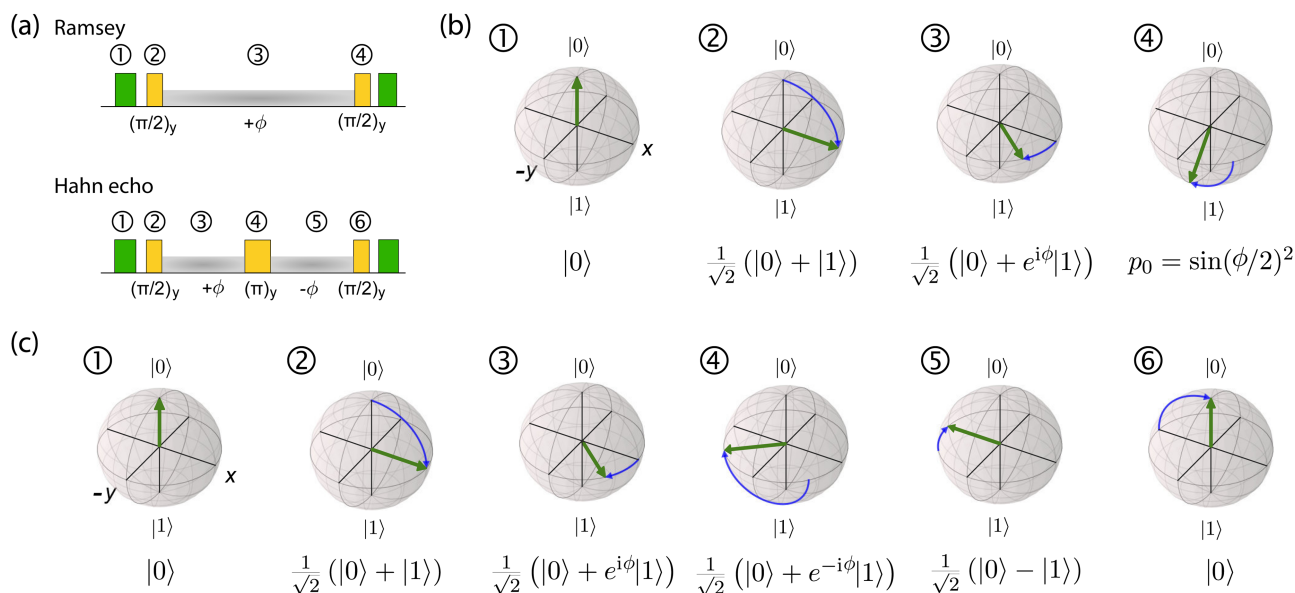 (a) Ramsey
① ② ③ ④
(π/2)y +ϕ (π/2)y
Hahn echo
① ② ③ ④ ⑤ ⑥
(π/2)y +ϕ (π)y -ϕ (π/2)y
(b)
① ② ③ ④
|0⟩ |0⟩ |0⟩ |0⟩
x
-y
|1⟩ |1⟩ |1⟩ |1⟩
|0⟩ 1/√2 (|0⟩ + |1⟩) 1/√2 (|0⟩ + e^{iϕ}|1⟩) p₀ = sin(ϕ/2)²
(c)
① ② ③ ④ ⑤ ⑥
|0⟩ |0⟩ |0⟩ |0⟩ |0⟩ |0⟩
-y x
|1⟩ |1⟩ |1⟩ |1⟩ |1⟩ |1⟩
|0⟩ 1/√2 (|0⟩ + |1⟩) 1/√2 (|0⟩ + e^{iϕ}|1⟩) 1/√2 (|0⟩ + e^{-iϕ}|1⟩) 1/√2 (|0⟩ − |1⟩) |0⟩